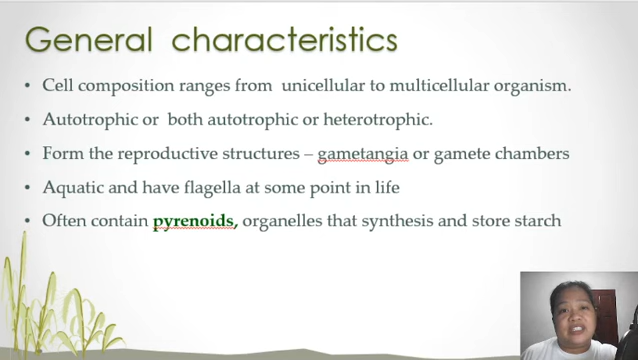 General characteristics
• Cell composition ranges from unicellular to multicellular organism.
• Autotrophic or both autotrophic or heterotrophic.
• Form the reproductive structures – gametangia or gamete chambers
• Aquatic and have flagella at some point in life
• Often contain pyrenoids, organelles that synthesis and store starch